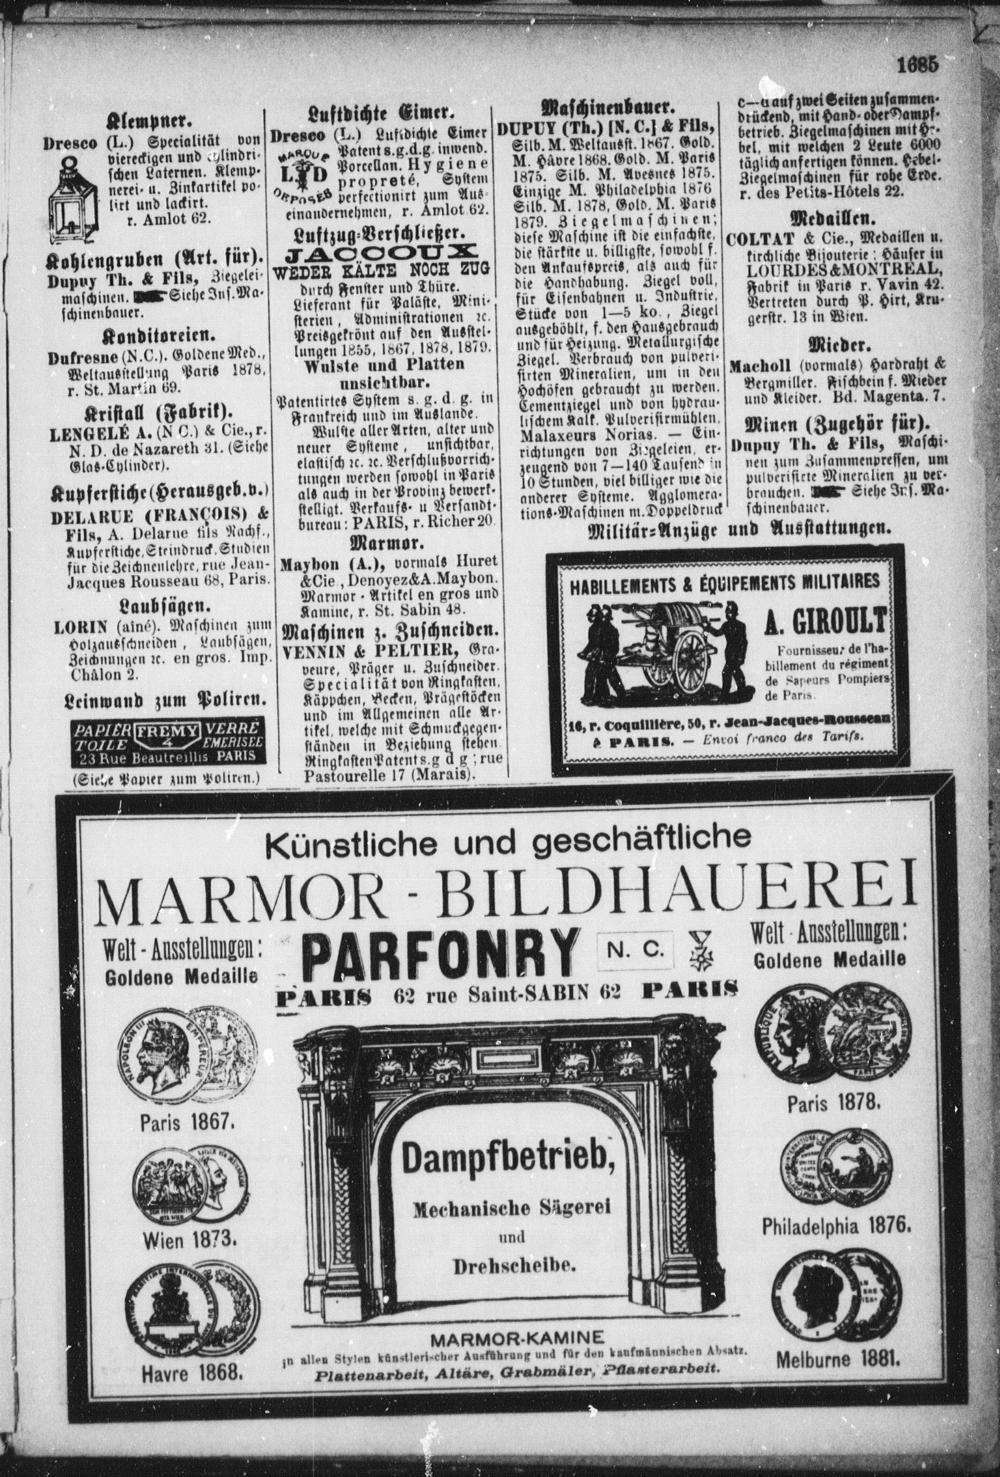 1685
Klempner.
Dresco (L.) Specialität von
viereckigen und cylindri-
schen Laternen. Klemp-
nerei- u. Zinkartikel po-
lirt und lackirt.
r. Amlot 62.
Kohlengruben (Art. für).
Dupuy Th. & Fils, Ziegelei-
maschinen. Siehe Ins. Ma-
schinenbauer.
Konditoreien.
Dufresne (N.C.). Goldene Med.,
Weltausstellung Paris 1878,
r. St. Martin 69.
Kristall (Fabrik).
LENGELÉ A. (N C.) & Cie., r.
N. D. de Nazareth 31. (Siehe
Glas-Cylinder).
Kupferstiche (Herausgeb. v.)
DELARUE (FRANÇOIS) &
Fils, A. Delarue fils Nachf.,
Kupferstiche, Steindruck. Studien
für die Zeichnenlehre, rue Jean-
Jacques Rousseau 68, Paris.
Laubsägen.
LORIN (aîné). Maschinen zum
Holzausschneiden, Laubsägen,
Zeichnungen ꝛc. en gros. Imp.
Châlon 2.
Leinwand zum Poliren.
PAPIER FREMY VERRE
TOILE 4 EMERISEE
23 Rue Beautreillis PARIS
(Siehe Papier zum Poliren.)
Luftdichte Eimer.
Dresco (L.) Luftdichte Eimer
Patent s.g.d.g. inwend.
Porcellan. Hygiene
propreté, System
perfectionirt zum Aus-
einandernehmen, r. Amlot 62.
MARQUE
L D
DEPOSÉE
Luftzug-Verschließer.
JACCOUX
WEDER KÄLTE NOCH ZUG
durch Fenster und Thüre.
Lieferant für Paläste, Mini-
sterien, Administrationen ꝛc.
Preisgekrönt auf den Ausstel-
lungen 1855, 1867, 1878, 1879.
Wulste und Platten
unsichtbar.
Patentirtes System s. g. d. g. in
Frankreich und im Auslande.
Wulste aller Arten, alter und
neuer Systeme, unsichtbar,
elastisch ꝛc. ꝛc. Verschlußvorrich-
tungen werden sowohl in Paris
als auch in der Provinz bewerk-
stelligt. Verkaufs- u Versandt-
bureau: PARIS, r. Richer 20.
Marmor.
Maybon (A.), vormals Huret
& Cie, Denoyez & A. Maybon.
Marmor-Artikel en gros und
Kamine, r. St. Sabin 48.
Maschinen z. Zuschneiden.
VENNIN & PELTIER, Gra-
veure, Präger u. Zuschneider.
Specialität von Ringkasten,
Käppchen, Becken, Prägestöcken
und im Allgemeinen alle Ar-
tikel, welche mit Schmuckgegen-
ständen in Beziehung stehen.
Ringkasten Patent s.g d g; rue
Pastourelle 17 (Marais).
Maschinenbauer.
DUPUY (Th.) [N. C.] & Fils,
Silb. M. Weltausst. 1867. Gold.
M. Hâvre 1868. Gold. M. Paris
1875. Silb. M. Avesnes 1875.
Einzige M. Philadelphia 1876
Silb. M. 1878, Gold. M. Paris
1879. Ziegelmaschinen;
diese Maschine ist die einfachste,
die stärkste u. billigste, sowohl f.
den Ankaufspreis, als auch für
die Handhabung. Ziegel voll,
für Eisenbahnen u. Industrie,
Stücke von 1—5 ko., Ziegel
ausgehöhlt, f. den Hausgebrauch
und für Heizung. Metallurgische
Ziegel. Verbrauch von pulveri-
sirten Mineralien, um in den
Hochöfen gebraucht zu werden.
Cementziegel und von hydrau-
lischem Kalk. Pulverisirmühlen,
Malaxeurs Norias. — Ein-
richtungen von Ziegeleien, er-
zeugend von 7—140 Tausend in
10 Stunden, viel billiger wie die
anderer Systeme. Agglomera-
tions-Maschinen m. Doppeldruck
auf zwei Seiten zusammen-
drückend, mit Hand- oder Dampf-
betrieb. Ziegelmaschinen mit He-
bel, mit welchen 2 Leute 6000
täglich anfertigen können. Hebel-
Ziegelmaschinen für rohe Erde.
r. des Petits-Hôtels 22.
Medaillen.
COLTAT & Cie., Medaillen u.
kirchliche Bijouterie; Häuser in
LOURDES & MONTREAL,
Fabrik in Paris r. Vavin 42.
Vertreten durch P. Hirt, Kru-
gerstr. 13 in Wien.
Mieder.
Macholl (vormals) Hardraht &
Bergmiller. Fischbein f. Mieder
und Kleider. Bd. Magenta. 7.
Minen (Zugehör für).
Dupuy Th. & Fils, Maschi-
nen zum Zusammenpressen, um
pulverisirte Mineralien zu ver-
brauchen. Siehe Ins. Ma-
schinenbauer.
Militär-Anzüge und Ausstattungen.
HABILLEMENTS & ÉQUIPEMENTS MILITAIRES
A. GIROULT
Fournisseur de l'ha-
billement du régiment
de Sapeurs Pompiers
de Paris.
16, r. Coquillière, 50, r. Jean-Jacques-Rousseau
à PARIS. — Envoi franco des Tarifs.
Künstliche und geschäftliche
MARMOR-BILDHAUEREI
Welt-Ausstellungen:
Goldene Medaille
PARFONRY N. C.
PARIS 62 rue Saint-SABIN 62 PARIS
Welt-Ausstellungen:
Goldene Medaille
NAPOLEON III EMPEREUR
Paris 1867.
Wien 1873.
Havre 1868.
Dampfbetrieb,
Mechanische Sägerei
und
Drehscheibe.
REPUBLIQUE
PARIS
Paris 1878.
Philadelphia 1876.
Melburne 1881.
MARMOR-KAMINE
in allen Stylen künstlerischer Ausführung und für den kaufmännischen Absatz.
Plattenarbeit, Altäre, Grabmäler, Pflasterarbeit.